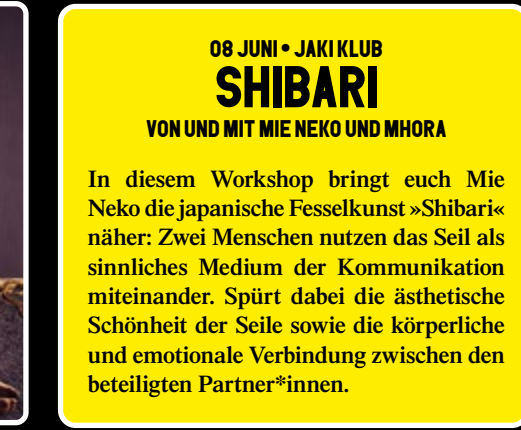 08 JUNI • JAKI KLUB
SHIBARI
VON UND MIT MIE NEKO UND MHORA
In diesem Workshop bringt euch Mie
Neko die japanische Fesselkunst »Shibari«
näher: Zwei Menschen nutzen das Seil als
sinnliches Medium der Kommunikation
miteinander. Spürt dabei die ästhetische
Schönheit der Seile sowie die körperliche
und emotionale Verbindung zwischen den
beteiligten Partner*innen.